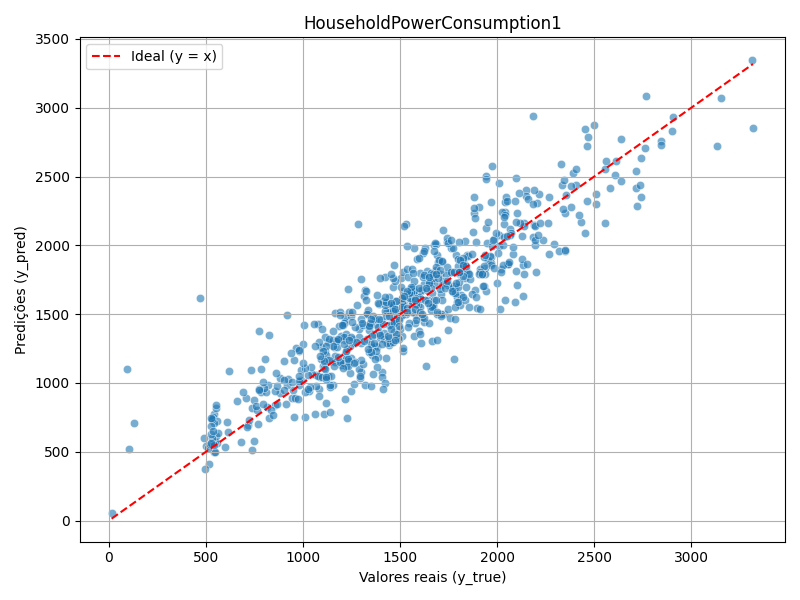 HouseholdPowerConsumption1
Ideal (y = x)
Predições (y_pred)
3500
3000
2500
2000
1500
1000
500
0
0 500 1000 1500 2000 2500 3000
Valores reais (y_true)